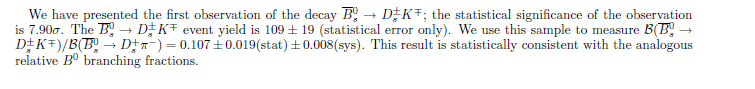 We have presented the first observation of the decay B̅⁰ₛ → D±ₛK∓; the statistical significance of the observation
is 7.90σ. The B̅⁰ₛ → D±ₛK∓ event yield is 109 ± 19 (statistical error only). We use this sample to measure B(B̅⁰ₛ →
D±ₛK∓)/B(B̅⁰ₛ → D⁺ₛπ⁻) = 0.107 ± 0.019(stat) ± 0.008(sys). This result is statistically consistent with the analogous
relative B⁰ branching fractions.